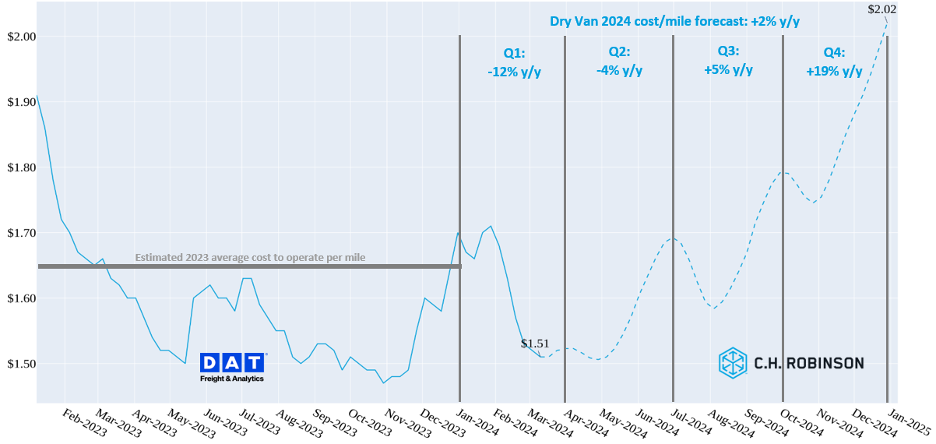 $2.02
Dry Van 2024 cost/mile forecast: +2% y/y
$2.00
Q1:
-12% y/y
Q2:
-4% y/y
Q3:
+5% y/y
Q4:
+19% y/y
$1.90
$1.80
$1.70
Estimated 2023 average cost to operate per mile
$1.60
$1.51
$1.50
DAT
Freight & Analytics
C.H. ROBINSON
Feb-2023
Mar-2023
Apr-2023
May-2023
Jun-2023
Jul-2023
Aug-2023
Sep-2023
Oct-2023
Nov-2023
Dec-2023
Jan-2024
Feb-2024
Mar-2024
Apr-2024
May-2024
Jun-2024
Jul-2024
Aug-2024
Sep-2024
Oct-2024
Nov-2024
Dec-2024
Jan-2025